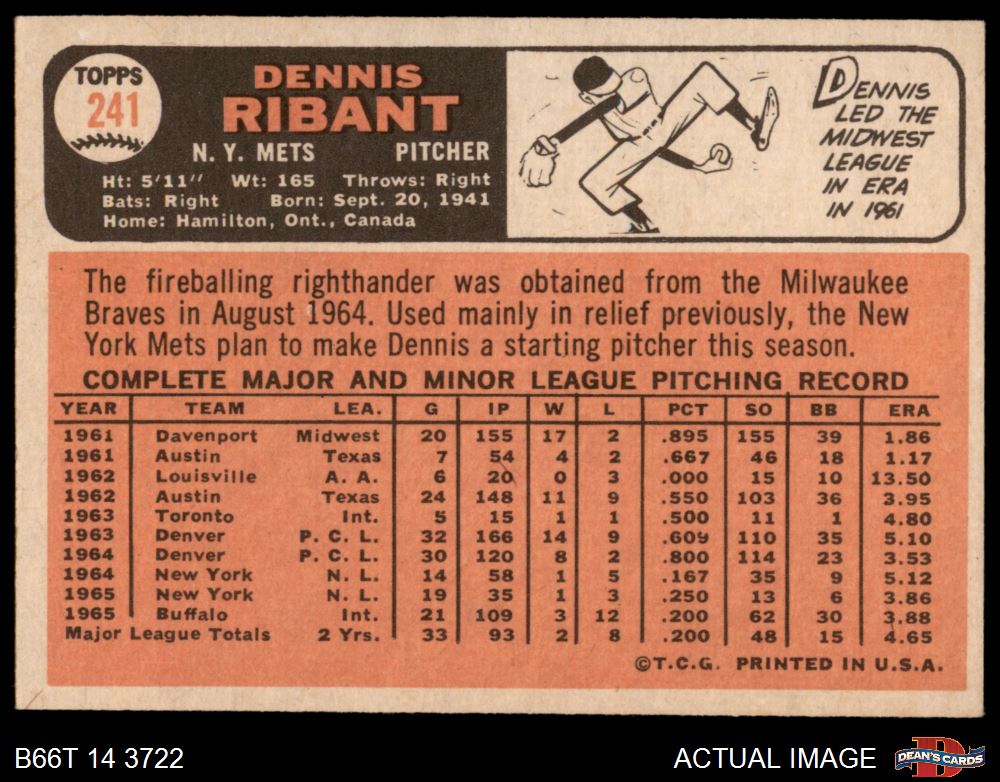 TOPPS
241
DENNIS
RIBANT
N. Y. METS PITCHER
Ht: 5'11" Wt: 165 Throws: Right
Bats: Right Born: Sept. 20, 1941
Home: Hamilton, Ont., Canada
DENNIS
LED THE
MIDWEST
LEAGUE
IN ERA
IN 1961
The fireballing righthander was obtained from the Milwaukee
Braves in August 1964. Used mainly in relief previously, the New
York Mets plan to make Dennis a starting pitcher this season.
COMPLETE MAJOR AND MINOR LEAGUE PITCHING RECORD
YEAR TEAM LEA. G IP W L PCT SO BB ERA
1961 Davenport Midwest 20 155 17 2 .895 155 39 1.86
1961 Austin Texas 7 54 4 2 .667 46 18 1.17
1962 Louisville A. A. 6 20 0 3 .000 15 10 13.50
1962 Austin Texas 24 148 11 9 .550 103 36 3.95
1963 Toronto Int. 5 15 1 1 .500 11 1 4.80
1963 Denver P. C. L. 32 166 14 9 .609 110 35 5.10
1964 Denver P. C. L. 30 120 8 2 .800 114 23 3.53
1964 New York N. L. 14 58 1 5 .167 35 9 5.12
1965 New York N. L. 19 35 1 3 .250 13 6 3.86
1965 Buffalo Int. 21 109 3 12 .200 62 30 3.88
Major League Totals 2 Yrs. 33 93 2 8 .200 48 15 4.65
©T.C.G. PRINTED IN U.S.A.
B66T 14 3722 ACTUAL IMAGE
DEAN'S CARDS